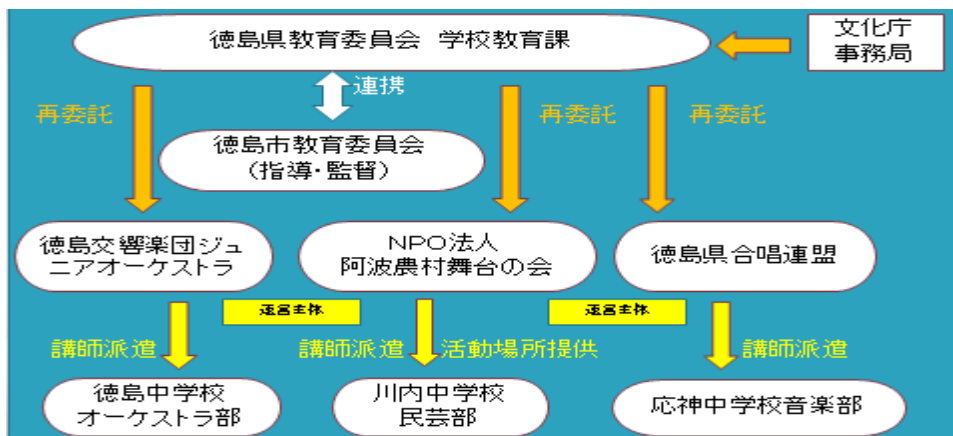 徳島県教育委員会 学校教育課
文化庁
事務局
連携
再委託
再委託
再委託
徳島市教育委員会
(指導・監督)
徳島交響楽団ジュ
ニアオーケストラ
NPO法人
阿波農村舞台の会
徳島県合唱連盟
運営主体
運営主体
講師派遣
講師派遣
活動場所提供
講師派遣
徳島中学校
オーケストラ部
川内中学校
民芸部
応神中学校音楽部